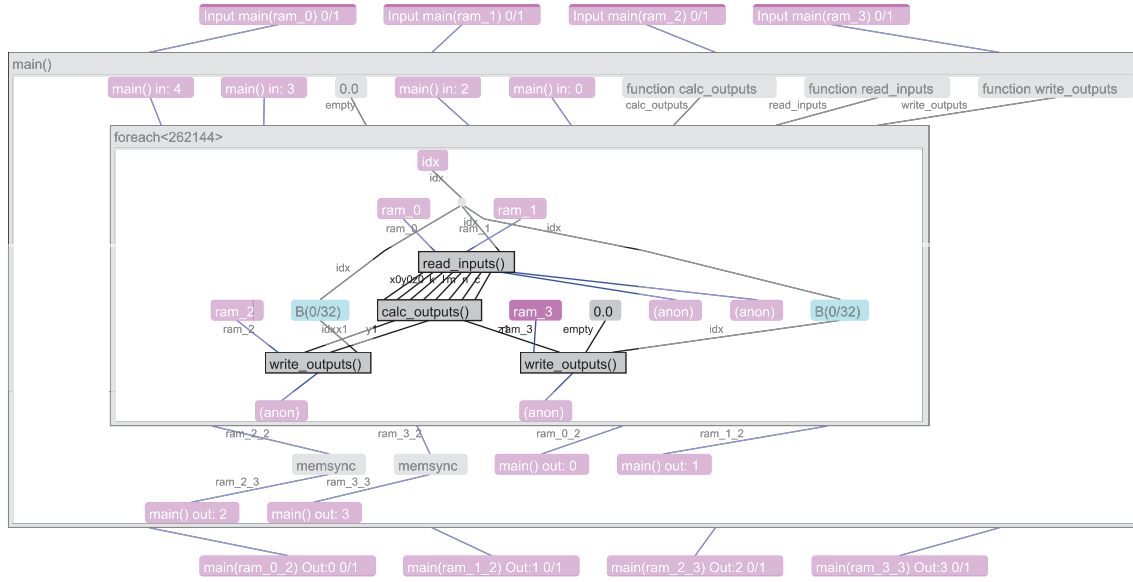 Input main(ram_0) 0/1
Input main(ram_1) 0/1
Input main(ram_2) 0/1
Input main(ram_3) 0/1
main()
main() in: 4
main() in: 3
0.0
main() in: 2
main() in: 0
function calc_outputs
function read_inputs
function write_outputs
empty
calc_outputs
read_inputs
write_outputs
foreach<262144>
idx
idx
ram_0
ram_1
ram_0
idx
ram_1
idx
read_inputs()
idx
x0y0z0 k lm n c
ram_2
B(0/32)
calc_outputs()
ram_3
0.0
(anon)
(anon)
B(0/32)
ram_2
idxx1
y1
ram_3
empty
idx
write_outputs()
write_outputs()
(anon)
(anon)
ram_2_2
ram_3_2
ram_0_2
ram_1_2
memsync
memsync
main() out: 0
main() out: 1
ram_2_3
ram_3_3
main() out: 2
main() out: 3
main(ram_0_2) Out:0 0/1
main(ram_1_2) Out:1 0/1
main(ram_2_3) Out:2 0/1
main(ram_3_3) Out:3 0/1